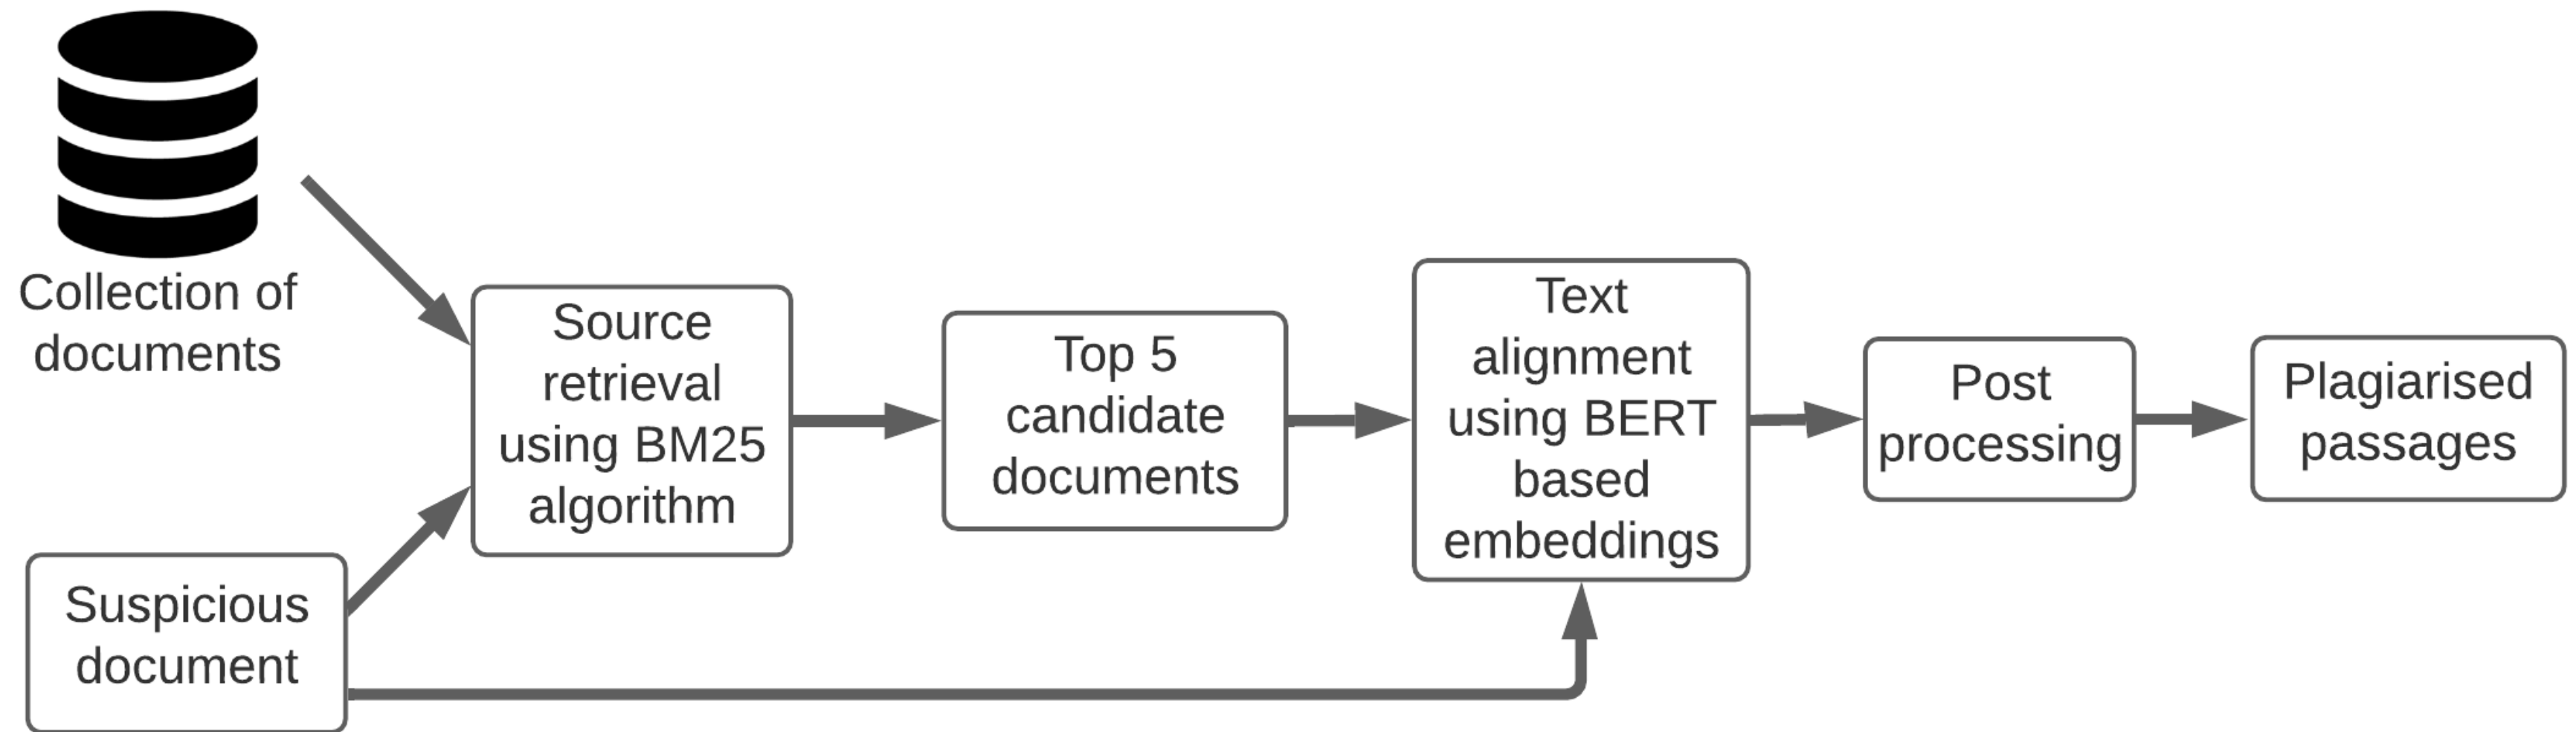 Collection of
documents
Suspicious
document
Source
retrieval
using BM25
algorithm
Top 5
candidate
documents
Text
alignment
using BERT
based
embeddings
Post
processing
Plagiarised
passages